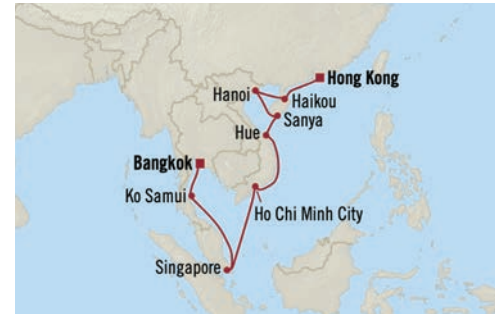 Hong Kong
Hanoi
Haikou
Sanya
Hue
Bangkok
Ko Samui
Ho Chi Minh City
Singapore